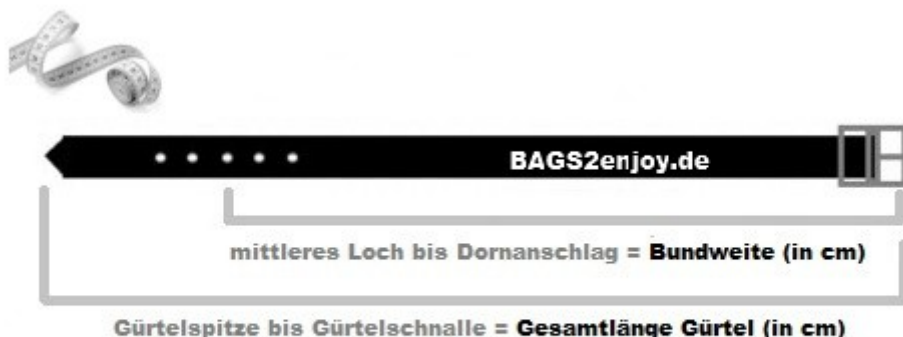 BAGS2enjoy.de
mittleres Loch bis Dornanschlag = Bundweite (in cm)
Gürtelspitze bis Gürtelschnalle = Gesamtlänge Gürtel (in cm)